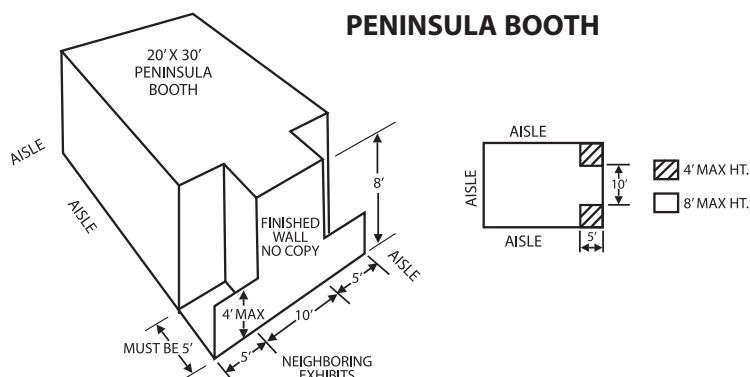 PENINSULA BOOTH
20' X 30'
PENINSULA
BOOTH
AISLE
AISLE
8'
FINISHED
WALL
NO COPY
AISLE
4' MAX
5'
10'
5'
MUST BE 5'
NEIGHBORING
EXHIBITS
AISLE
AISLE
10'
AISLE
5'
4' MAX HT.
8' MAX HT.